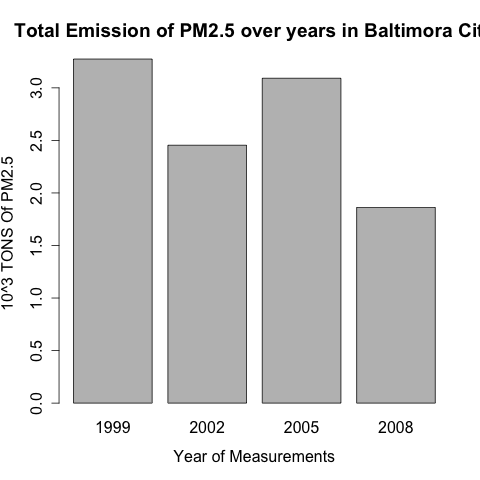 Total Emission of PM2.5 over years in Baltimora Cit
10^3 TONS Of PM2.5
3.0
2.5
2.0
1.5
1.0
0.5
0.0
1999 2002 2005 2008
Year of Measurements